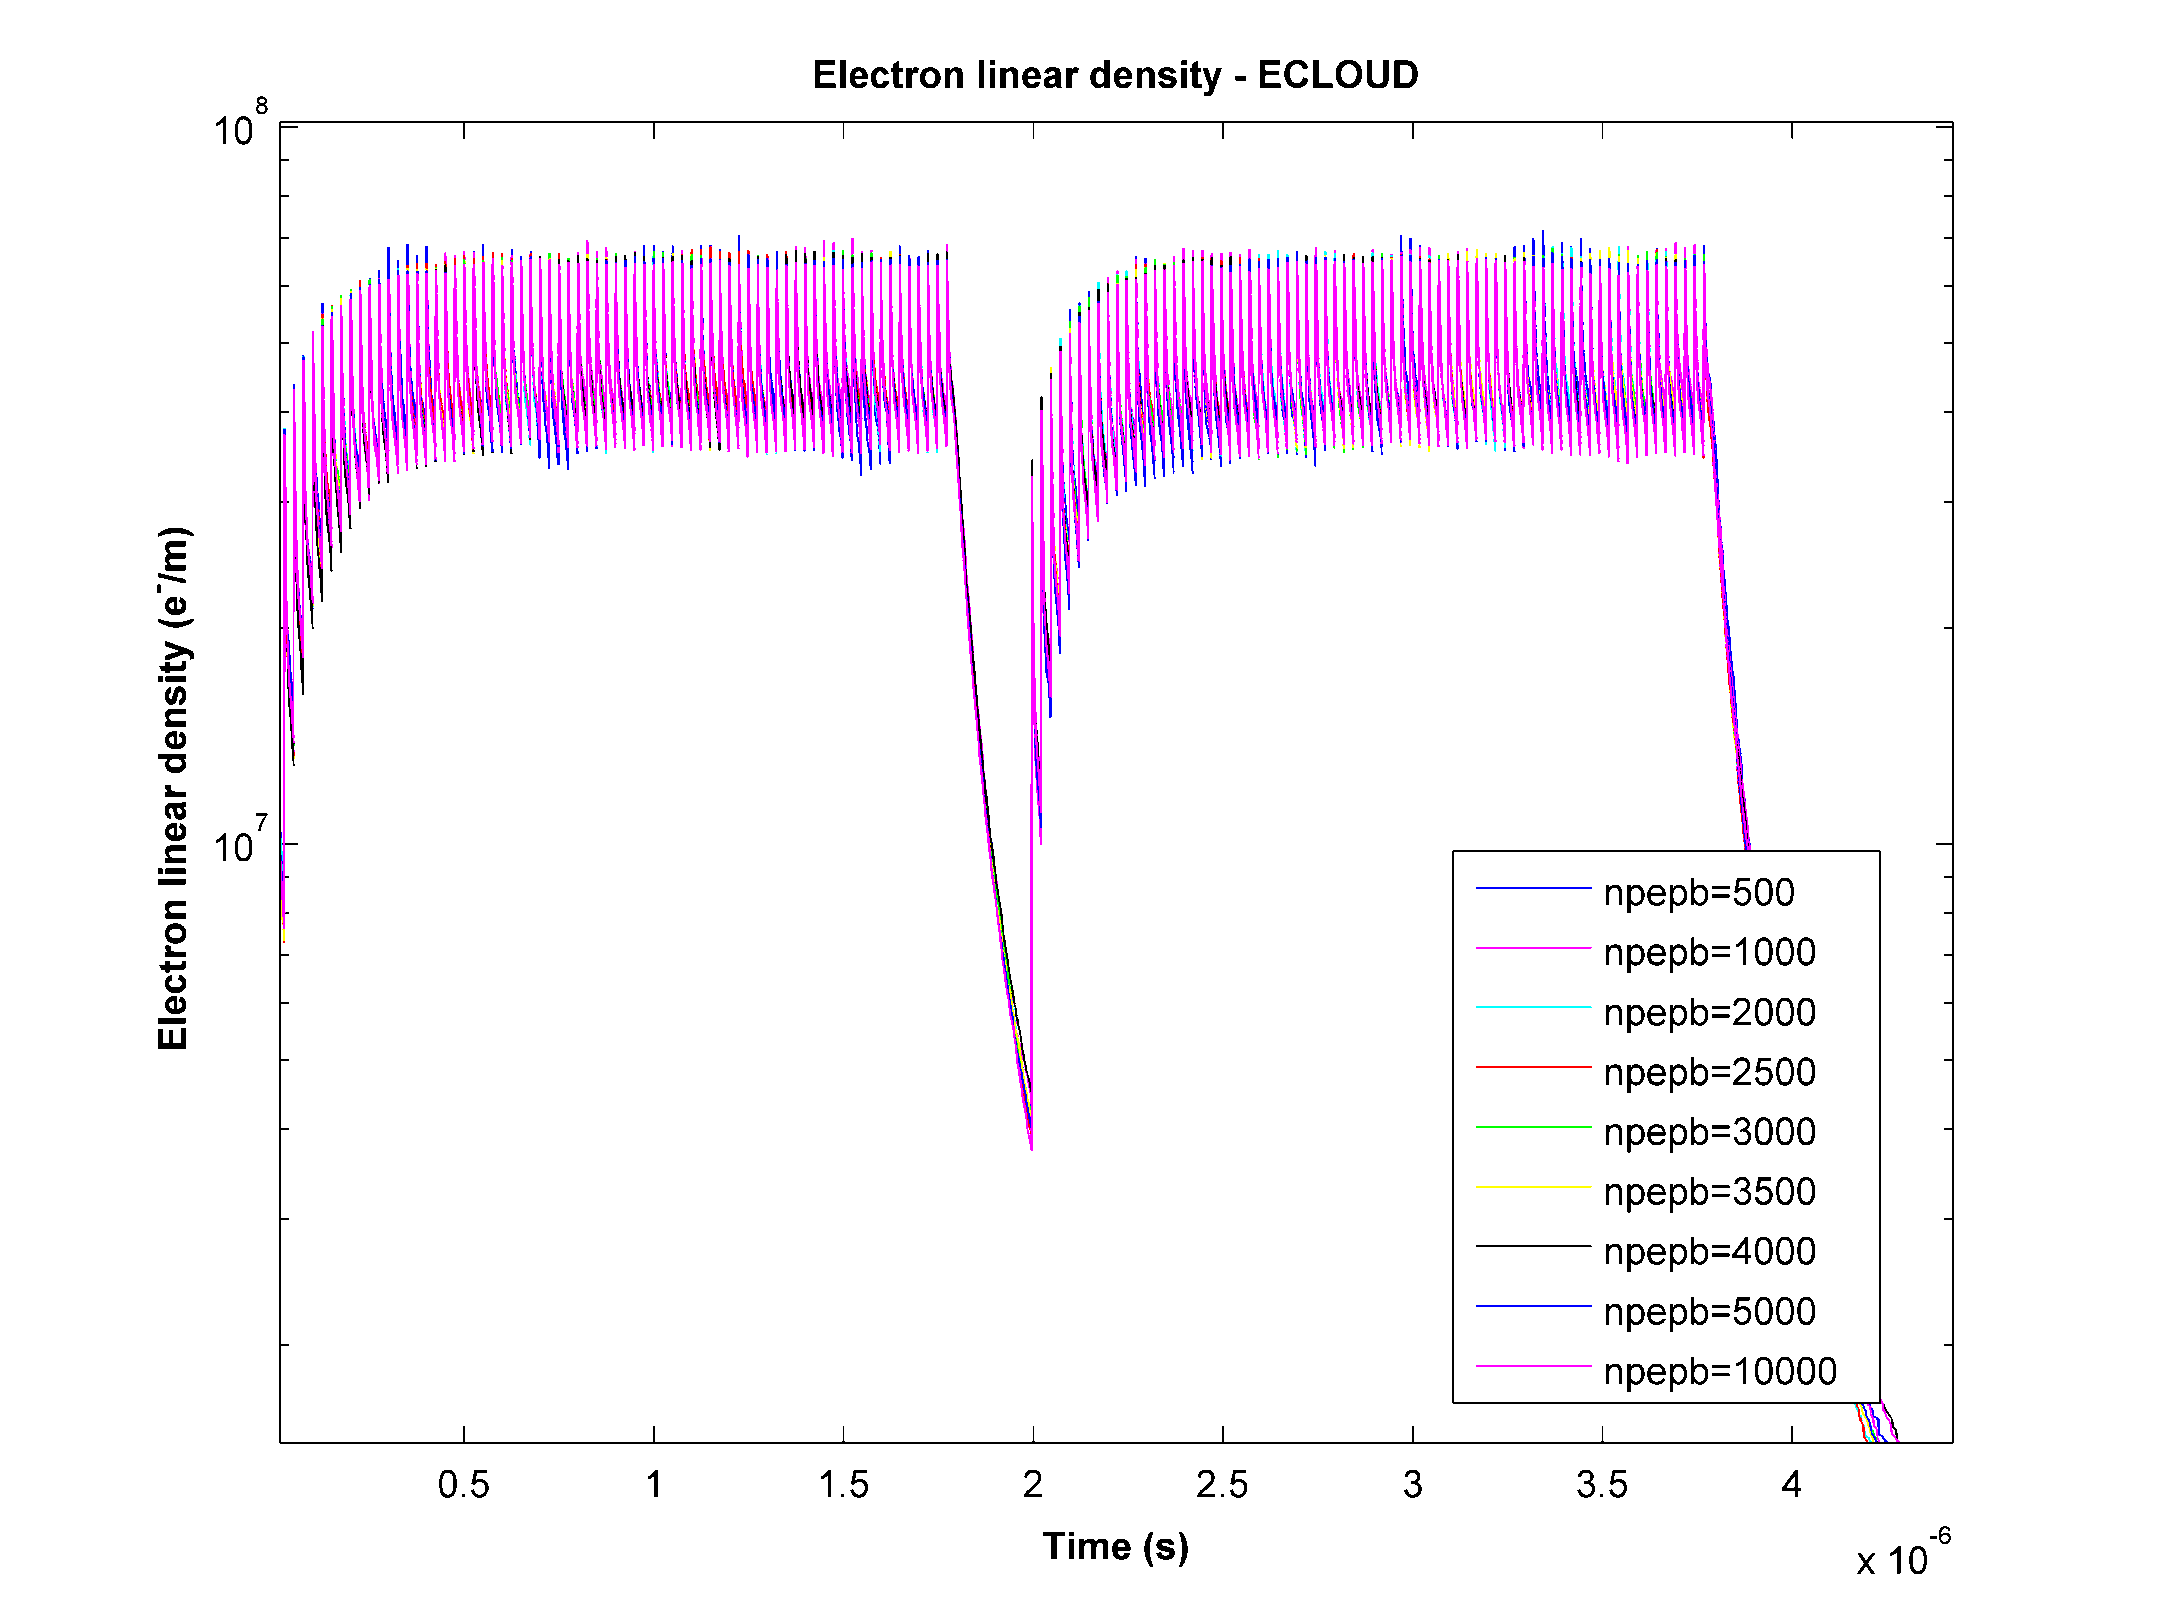 Electron linear density - ECLOUD
10^8
10^7
Electron linear density (e^-/m)
npepb=500
npepb=1000
npepb=2000
npepb=2500
npepb=3000
npepb=3500
npepb=4000
npepb=5000
npepb=10000
0.5 1 1.5 2 2.5 3 3.5 4
Time (s)
x 10^-6